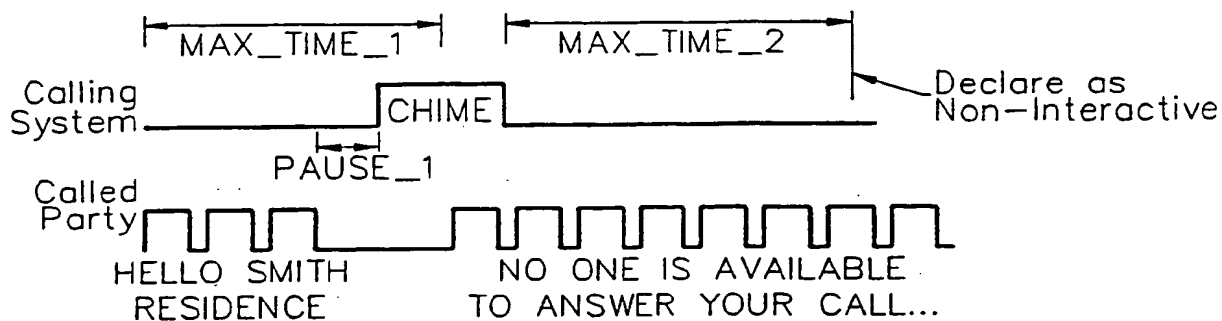 MAX_TIME_1
MAX_TIME_2
Calling
System
CHIME
Declare as
Non-Interactive
PAUSE_1
Called
Party
HELLO SMITH
RESIDENCE
NO ONE IS AVAILABLE
TO ANSWER YOUR CALL...